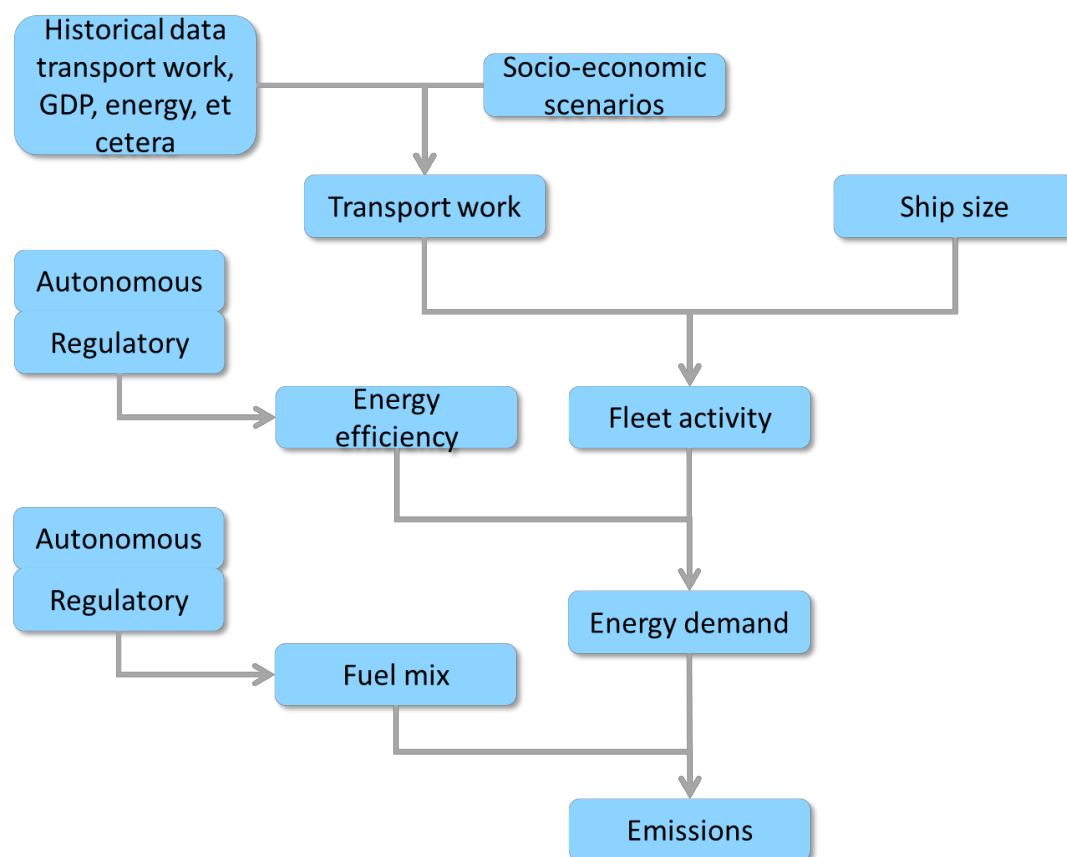 Historical data
transport work,
GDP, energy, et
cetera
Socio-economic
scenarios
Transport work
Ship size
Autonomous
Regulatory
Energy
efficiency
Fleet activity
Autonomous
Regulatory
Energy demand
Fuel mix
Emissions